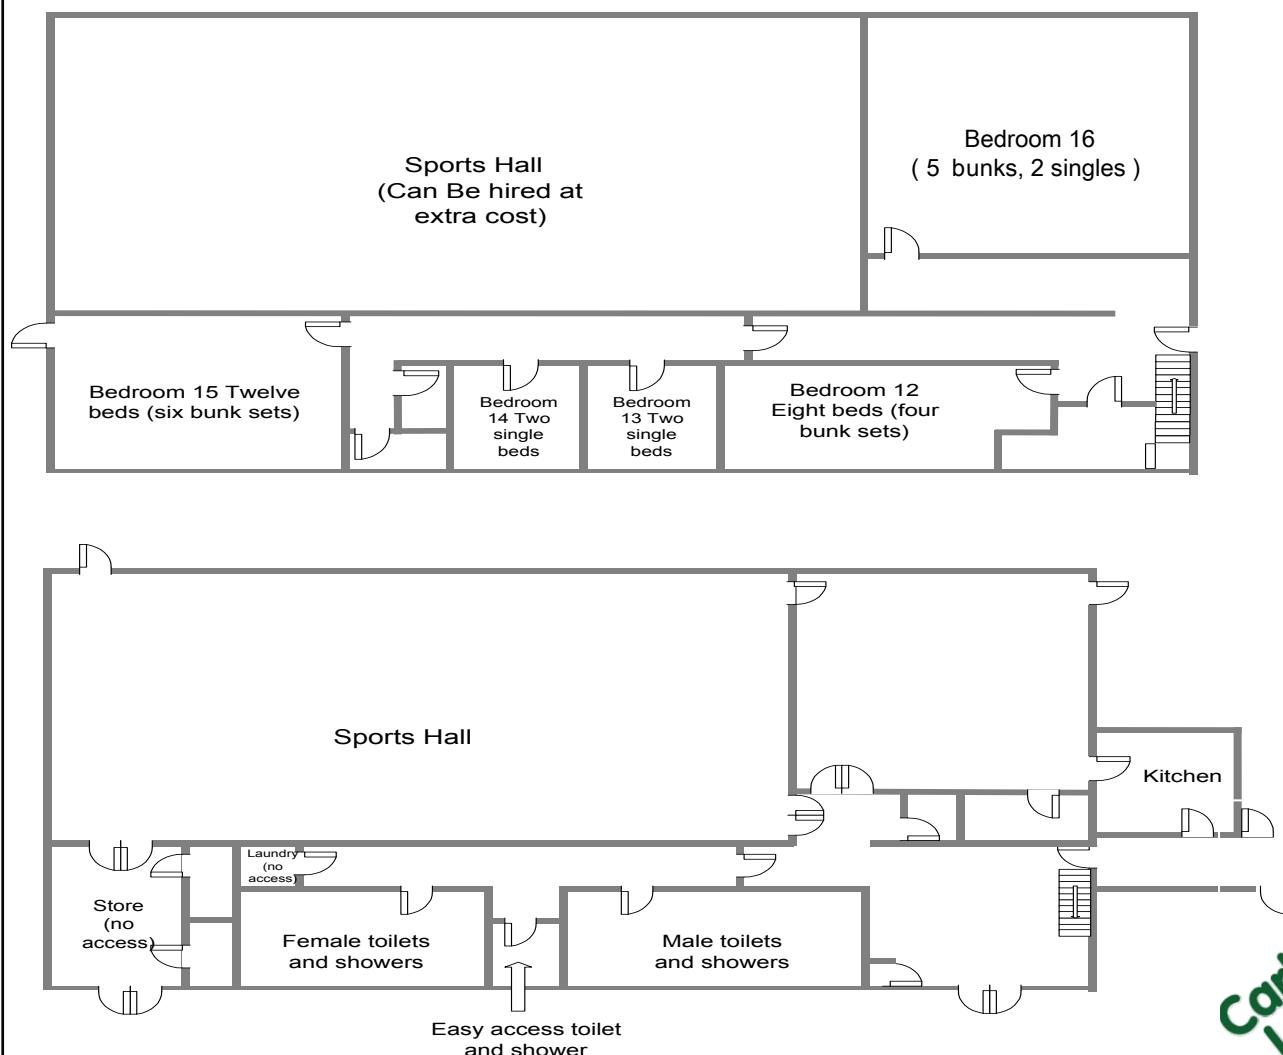 Sports Hall
(Can Be hired at
extra cost)
Bedroom 16
( 5 bunks, 2 singles )
Bedroom 15 Twelve
beds (six bunk sets)
Bedroom
14 Two
single
beds
Bedroom
13 Two
single
beds
Bedroom 12
Eight beds (four
bunk sets)
Sports Hall
Kitchen
Laundry
(no
access)
Store
(no
access)
Female toilets
and showers
Male toilets
and showers
Easy access toilet
and shower